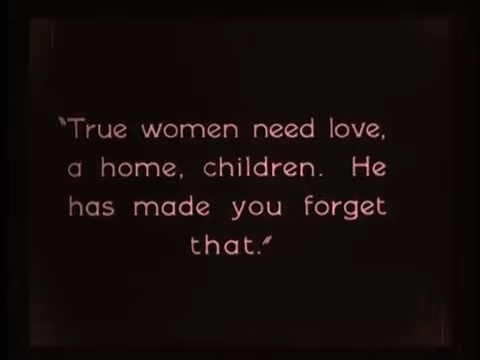 "True women need love,
a home, children. He
has made you forget
that."